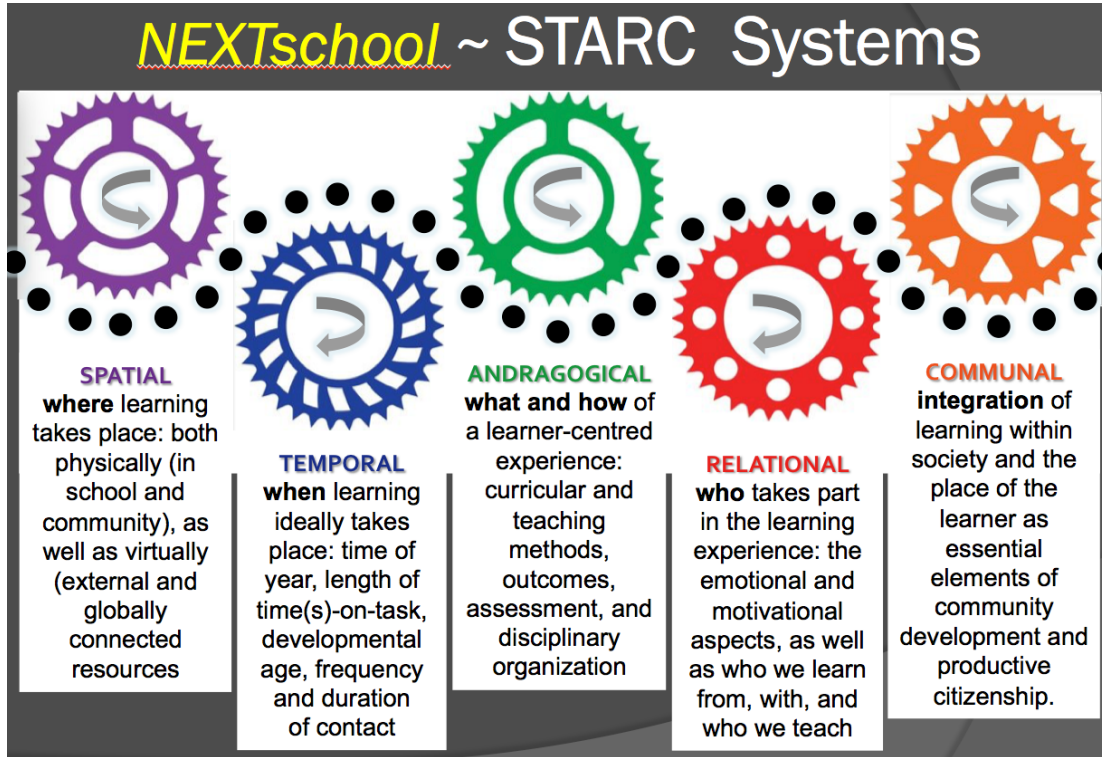 NEXTschool ~ STARC Systems
SPATIAL
where learning
takes place: both
physically (in
school and
community), as
well as virtually
(external and
globally
connected
resources
TEMPORAL
when learning
ideally takes
place: time of
year, length of
time(s)-on-task,
developmental
age, frequency
and duration
of contact
ANDRAGOGICAL
what and how of
a learner-centred
experience:
curricular and
teaching
methods,
outcomes,
assessment, and
disciplinary
organization
RELATIONAL
who takes part
in the learning
experience: the
emotional and
motivational
aspects, as well
as who we learn
from, with, and
who we teach
COMMUNAL
integration of
learning within
society and the
place of the
learner as
essential
elements of
community
development and
productive
citizenship.